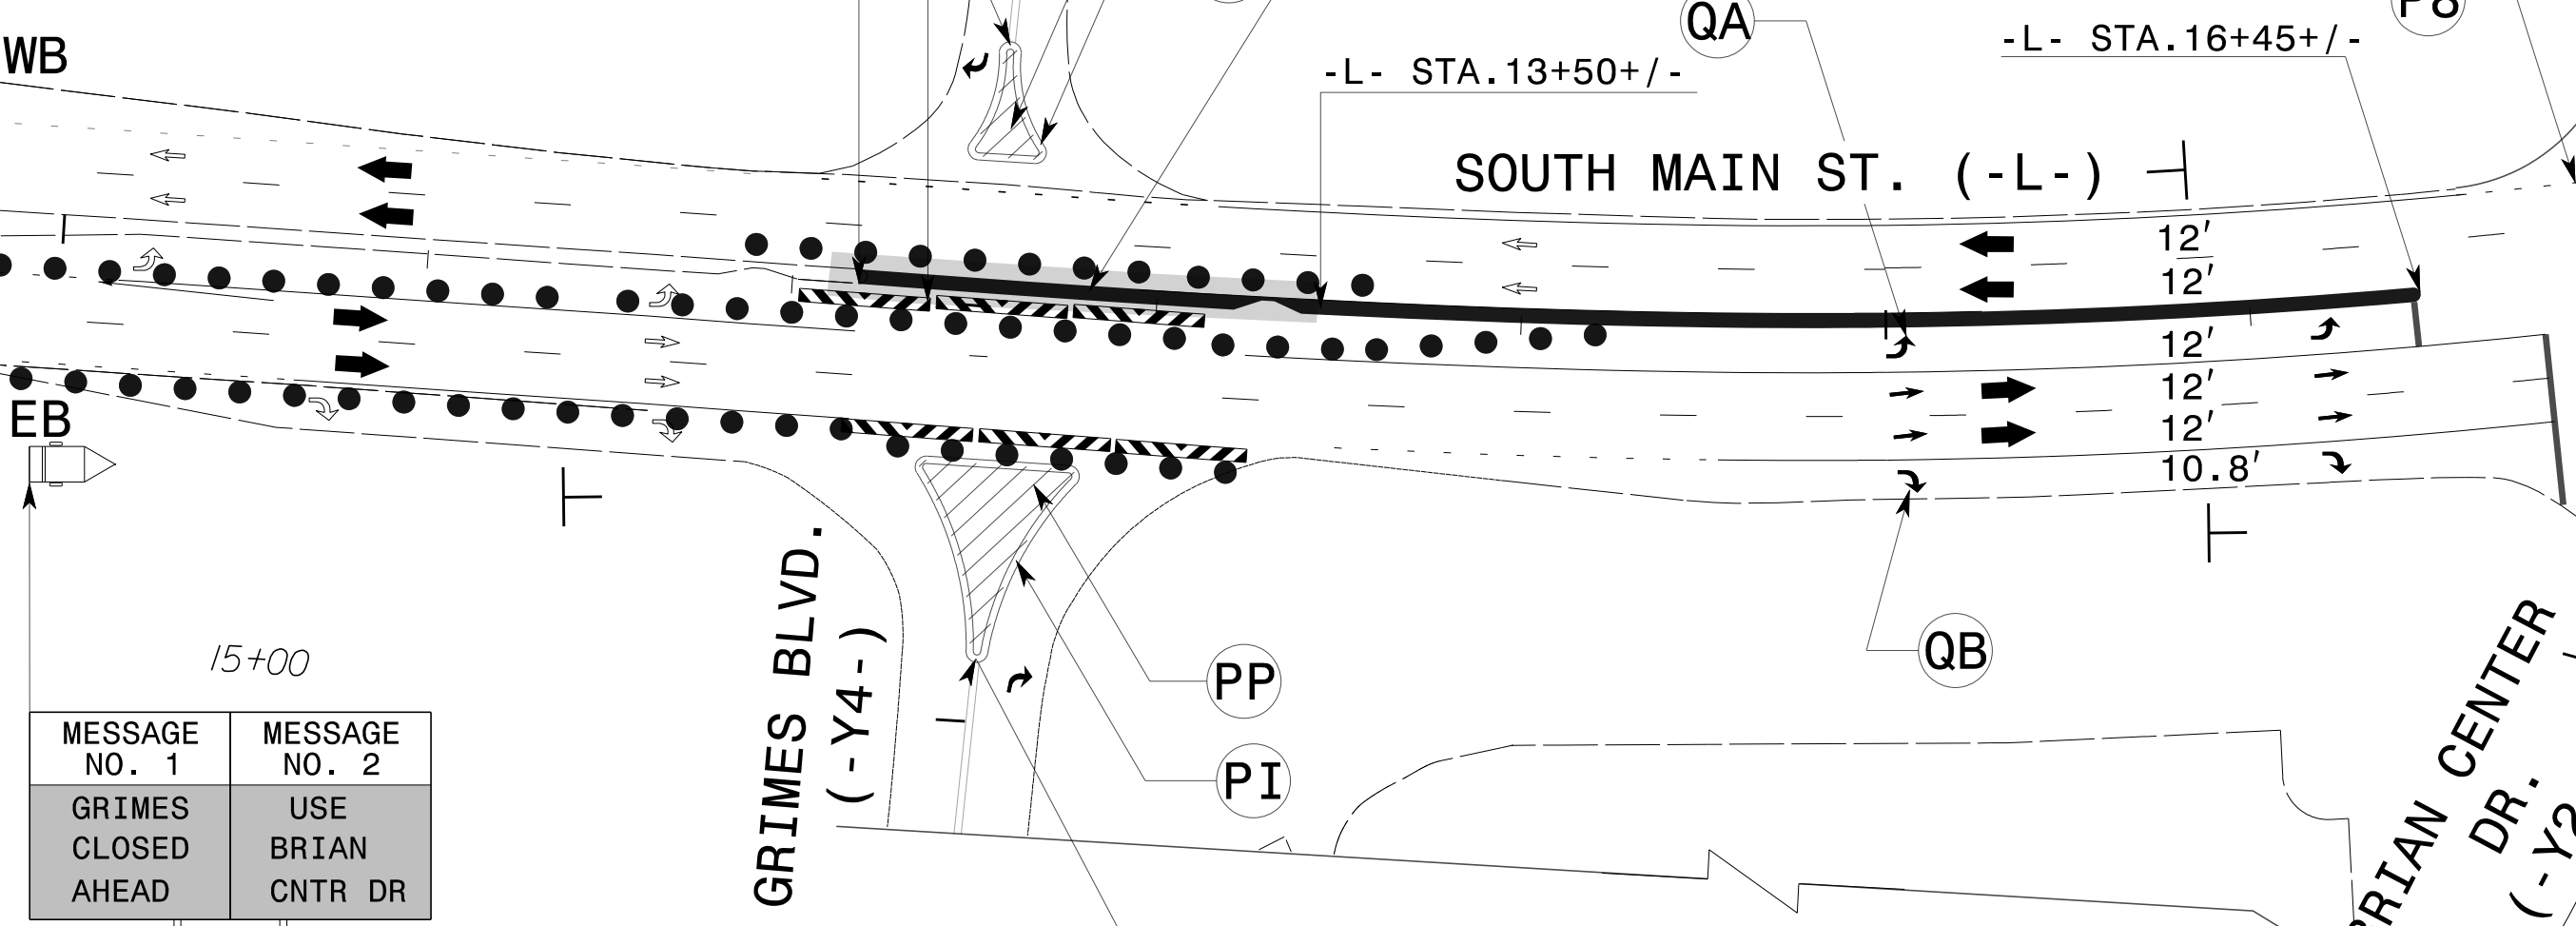 P8
QA
WB
-L- STA.16+45+/-
-L- STA.13+50+/-
SOUTH MAIN ST. (-L-)
12'
12'
12'
12'
12'
10.8'
EB
QB
PP
PI
GRIMES BLVD.
(-Y4-)
15+00
MESSAGE NO. 1
MESSAGE NO. 2
GRIMES
CLOSED
AHEAD
USE
BRIAN
CNTR DR
BRIAN CENTER
DR.